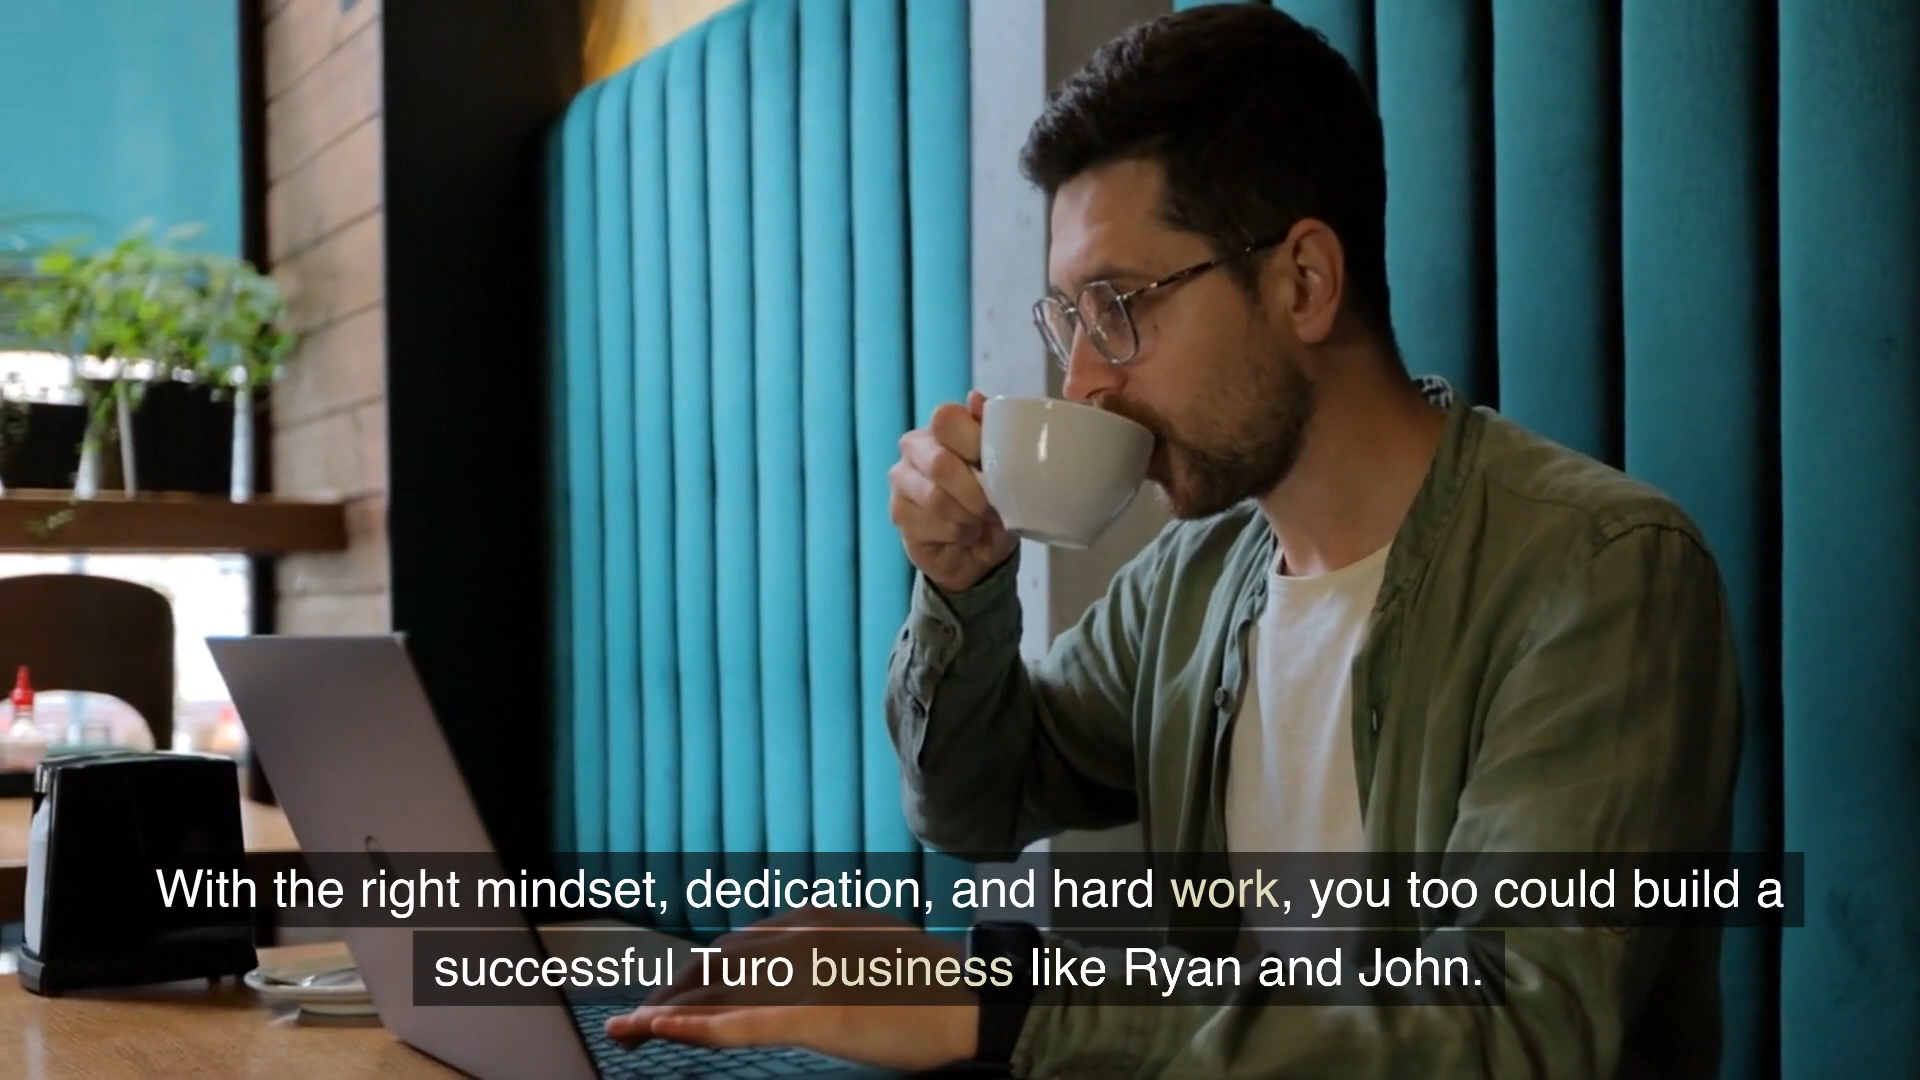 With the right mindset, dedication, and hard work, you too could build a
successful Turo business like Ryan and John.